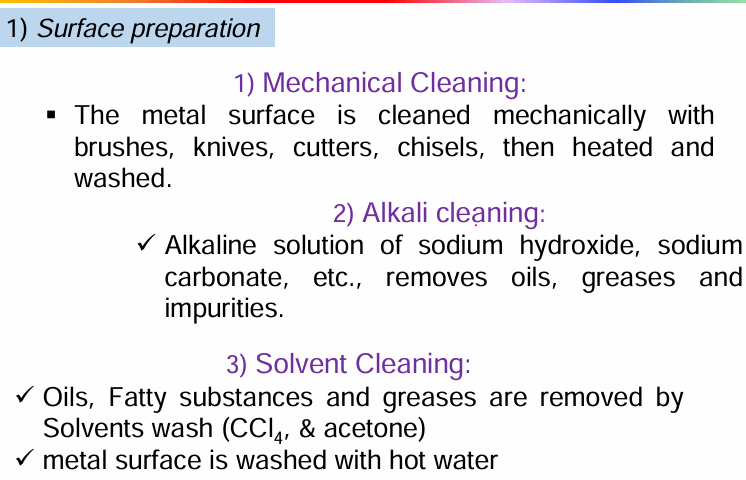 1) Surface preparation
1) Mechanical Cleaning:
▪ The metal surface is cleaned mechanically with
brushes, knives, cutters, chisels, then heated and
washed.
2) Alkali cleaning:
✓ Alkaline solution of sodium hydroxide, sodium
carbonate, etc., removes oils, greases and
impurities.
3) Solvent Cleaning:
✓ Oils, Fatty substances and greases are removed by
Solvents wash (CCl₄, & acetone)
✓ metal surface is washed with hot water